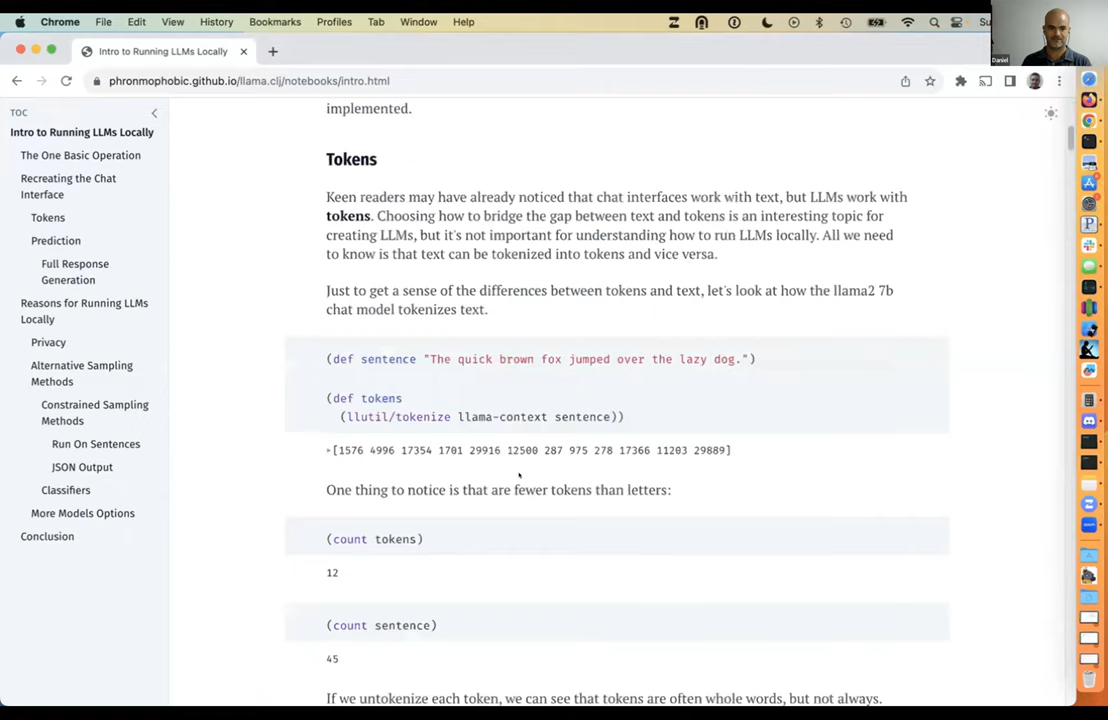 Chrome File Edit View History Bookmarks Profiles Tab Window Help Su
Daniel
Intro to Running LLMs Locally
phronmophobic.github.io/llama.clj/notebooks/intro.html
TOC
Intro to Running LLMs Locally
The One Basic Operation
Recreating the Chat
Interface
Tokens
Prediction
Full Response
Generation
Reasons for Running LLMs
Locally
Privacy
Alternative Sampling
Methods
Constrained Sampling
Methods
Run On Sentences
JSON Output
Classifiers
More Models Options
Conclusion
implemented.
Tokens
Keen readers may have already noticed that chat interfaces work with text, but LLMs work with
tokens. Choosing how to bridge the gap between text and tokens is an interesting topic for
creating LLMs, but it's not important for understanding how to run LLMs locally. All we need
to know is that text can be tokenized into tokens and vice versa.
Just to get a sense of the differences between tokens and text, let's look at how the llama2 7b
chat model tokenizes text.
(def sentence "The quick brown fox jumped over the lazy dog.")
(def tokens
(llutil/tokenize llama-context sentence))
[1576 4996 17354 1701 29916 12500 287 975 278 17366 11203 29889]
One thing to notice is that are fewer tokens than letters:
(count tokens)
12
(count sentence)
45
If we untokenize each token, we can see that tokens are often whole words, but not always.